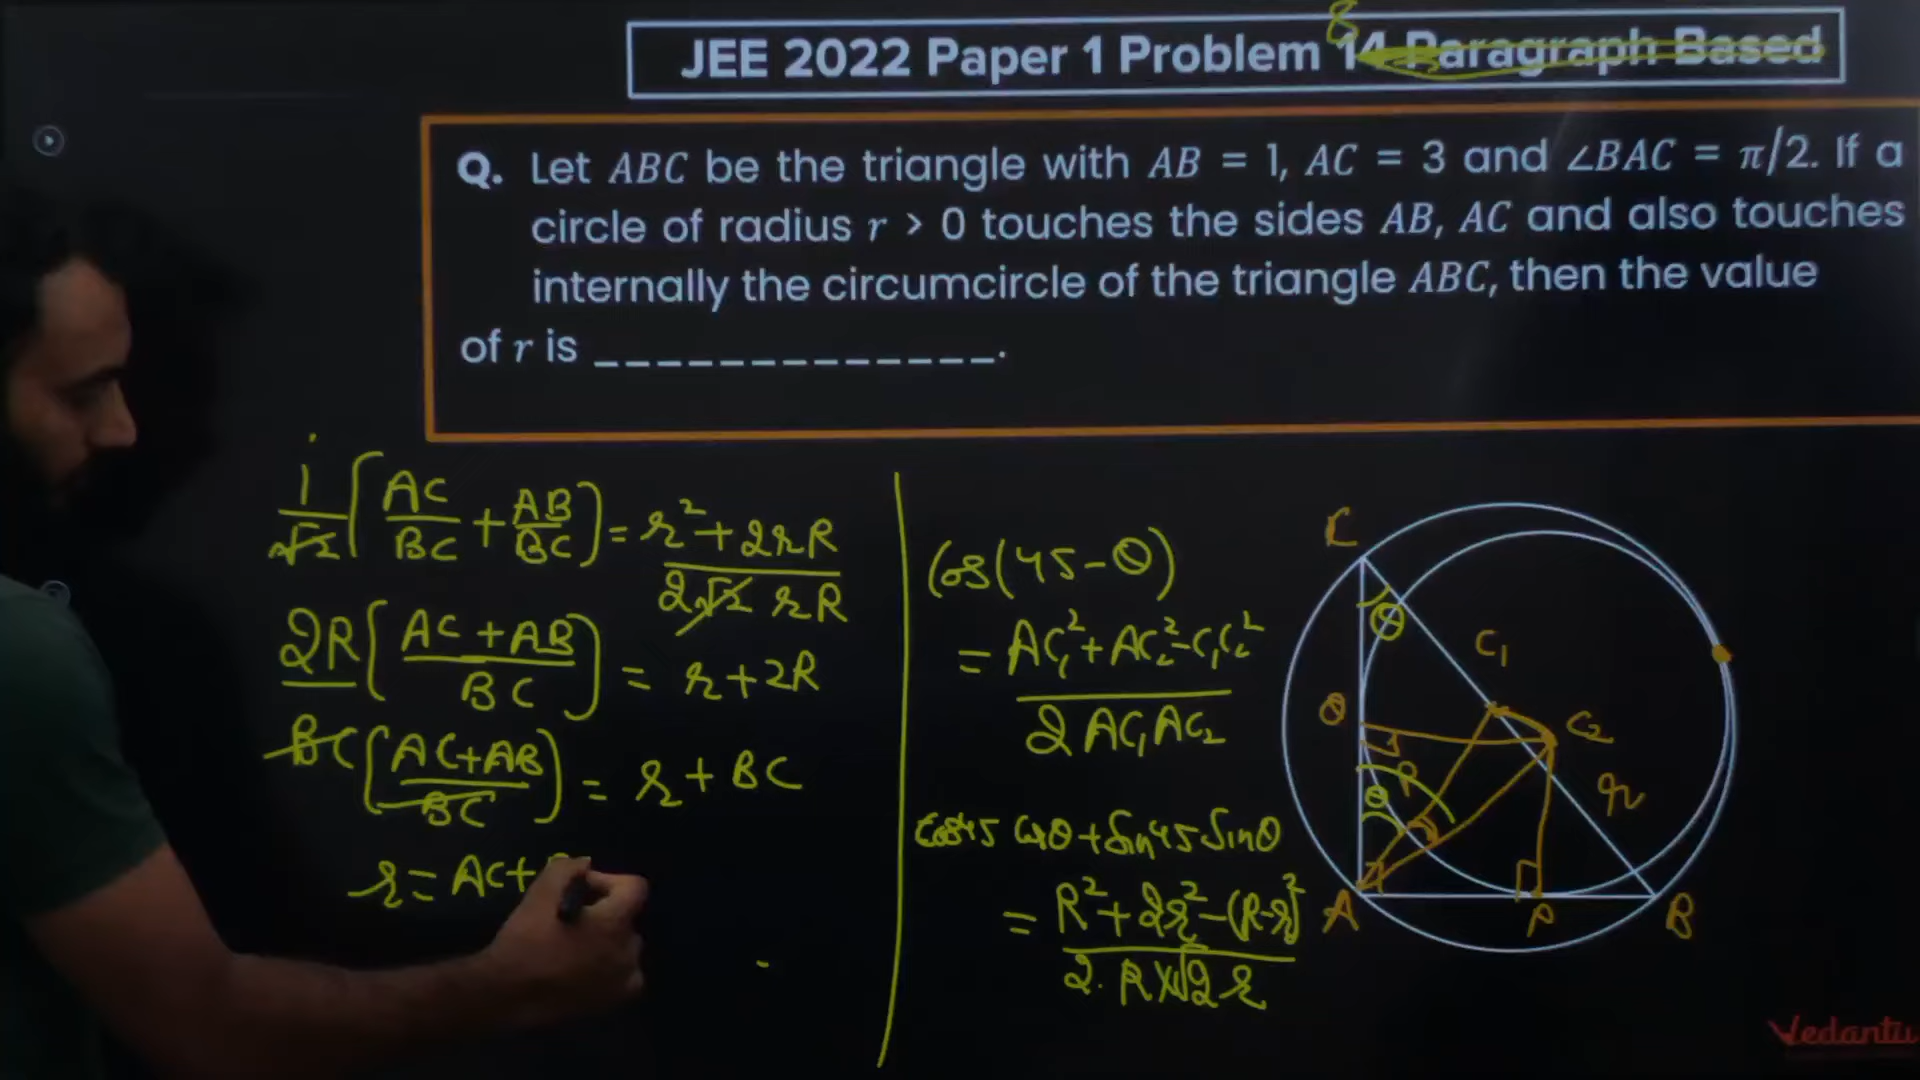 JEE 2022 Paper 1 Problem 14 Paragraph Based
8
Q. Let ABC be the triangle with AB = 1, AC = 3 and ∠BAC = π/2. If a
circle of radius r > 0 touches the sides AB, AC and also touches
internally the circumcircle of the triangle ABC, then the value
of r is _____________.
1/√2 [AC/BC + AB/BC] = r² + 2rR / 2√2 rR
2R [AC + AB / BC] = r + 2R
BC [AC + AB / BC] = r + BC
r = AC +
Cos(45 - θ)
= AC₁² + AC₂² - C₁C₂² / 2 AC₁ AC₂
Cos45 Cosθ + Sin45 Sinθ
= R² + 2r² - (R - r)² / 2. R × √2 r
C
θ
C₁
Q
C₂
R
r
θ
A
P
B
Vedantu